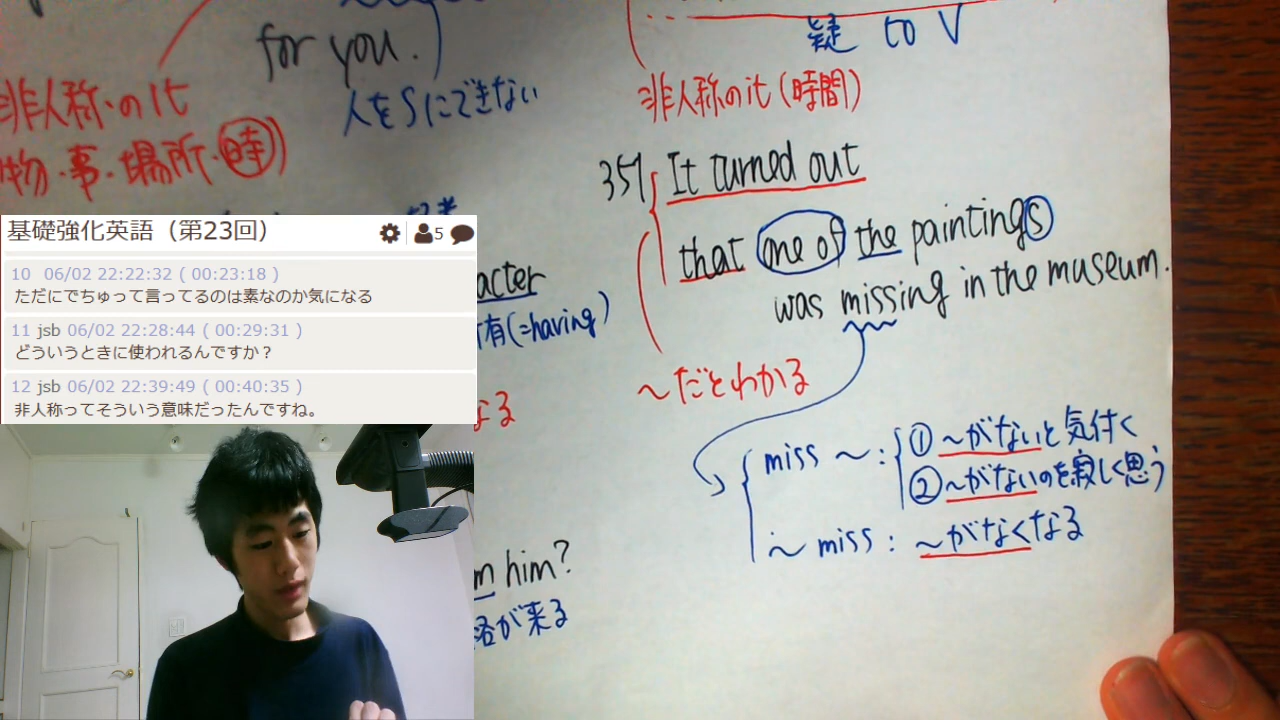 for you.
人をSにできない
非人称のit
物・事・場所・時)
acter
有(=having)
m him?
が来る
疑 to V
非人称のit(時間)
357 It turned out
that one of the paintings
was missing in the museum.
〜だとわかる
miss 〜: ①〜がないと気付く
②〜がないのを寂しく思う
〜 miss: 〜がなくなる
基礎強化英語(第23回)
5
10 06/02 22:22:32 ( 00:23:18 )
ただにでちゅって言ってるのは素なのか気になる
11 jsb 06/02 22:28:44 ( 00:29:31 )
どういうときに使われるんですか?
12 jsb 06/02 22:39:49 ( 00:40:35 )
非人称ってそういう意味だったんですね。